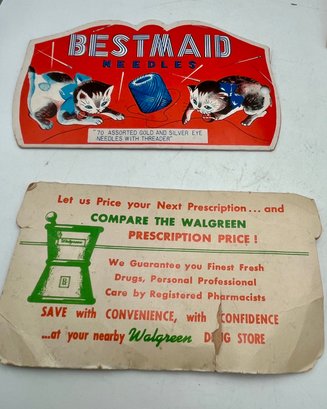 BESTMAID
NEEDLES
"70 ASSORTED GOLD AND SILVER EYE
NEEDLES WITH THREADER"
Let us Price your Next Prescription... and
COMPARE THE WALGREEN
PRESCRIPTION PRICE!
Walgreen
We Guarantee you Finest Fresh
Drugs, Personal Professional
Care by Registered Pharmacists
SAVE with CONVENIENCE, with CONFIDENCE
...at your nearby Walgreen DRUG STORE